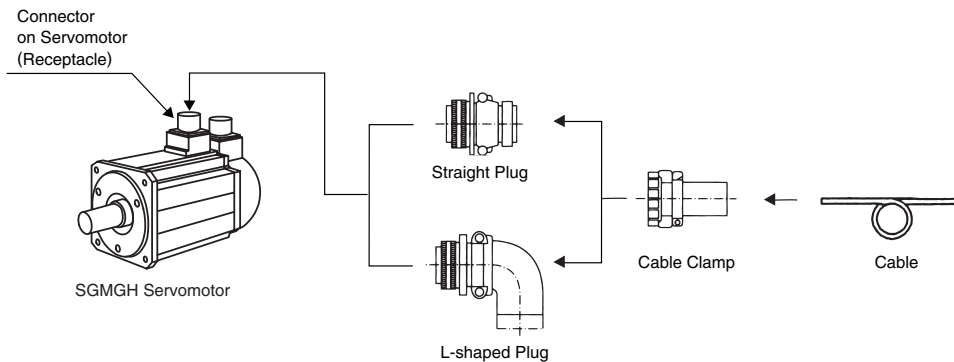 Connector
on Servomotor
(Receptacle)
Straight Plug
Cable Clamp
Cable
SGMGH Servomotor
L-shaped Plug